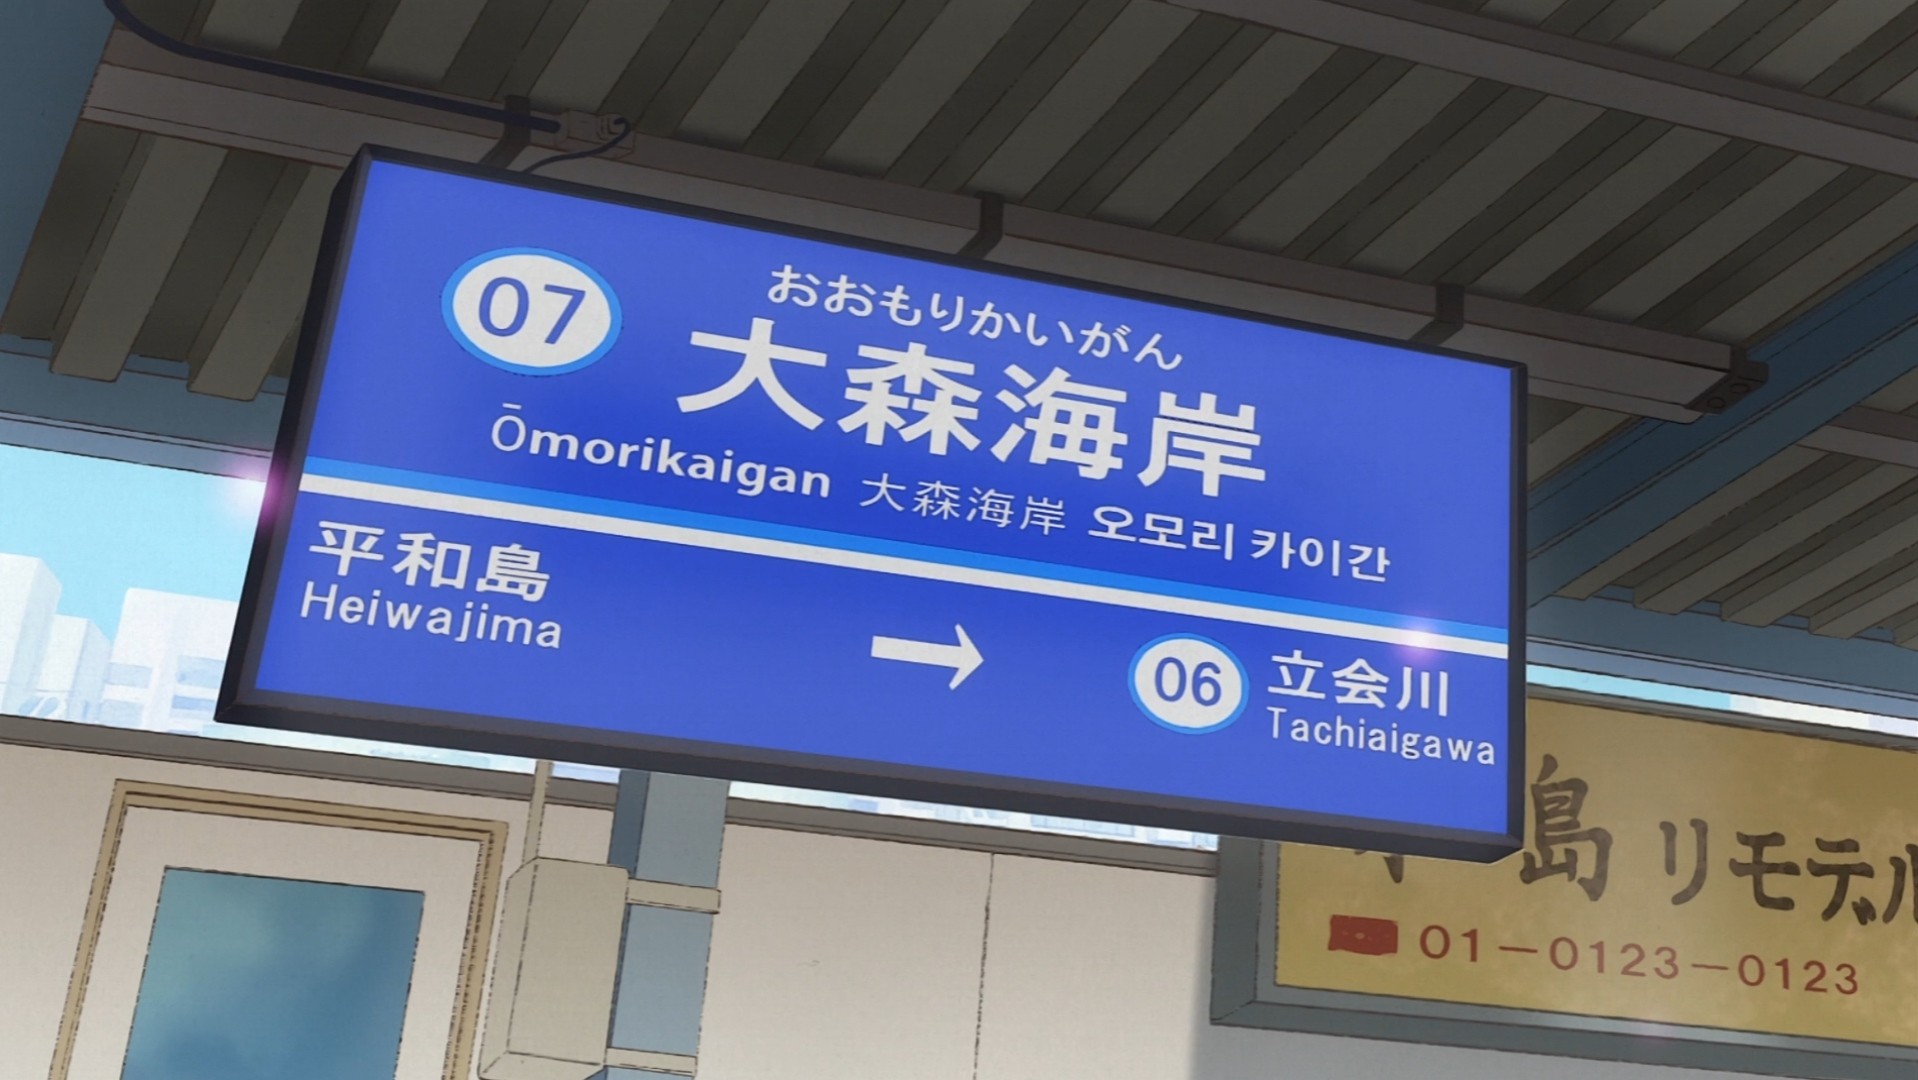 07
おおもりかいがん
大森海岸
Ōmorikaigan 大森海岸 오모리 카이간
平和島
Heiwajima
→
06
立会川
Tachiaigawa
島 リモデル
01-0123-0123